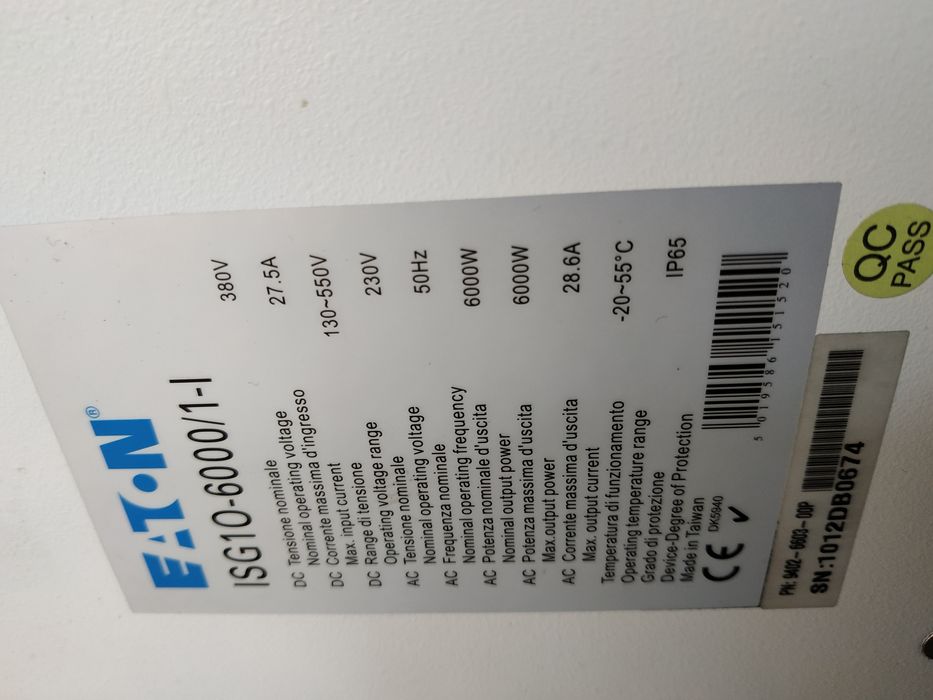 EATON®
ISG1O-6000/1-I
DC Tensione nominale 380V
Nominal operating voltage
DC Corrente massima d'ingresso 27.5A
Max. input current
DC Range di tensione 130~550V
Operating voltage range
AC Tensione nominale 230V
Nominal operating voltage
AC Frequenza nominale 50Hz
Nominal operating frequency
AC Potenza nominale d'uscita 6000W
Nominal output power
AC Potenza massima d'uscita 6000W
Max.output power
AC Corrente massima d'uscita 28.6A
Max. output current
Temperatura di funzionamento -20~55°C
Operating temperature range
Grado di protezione IP65
Device-Degree of Protection
Made in Taiwan
CE DK5940 ✓
5 019586 151520
PN: 9402-6603-00P
SN:1012DB0674
QC
PASS